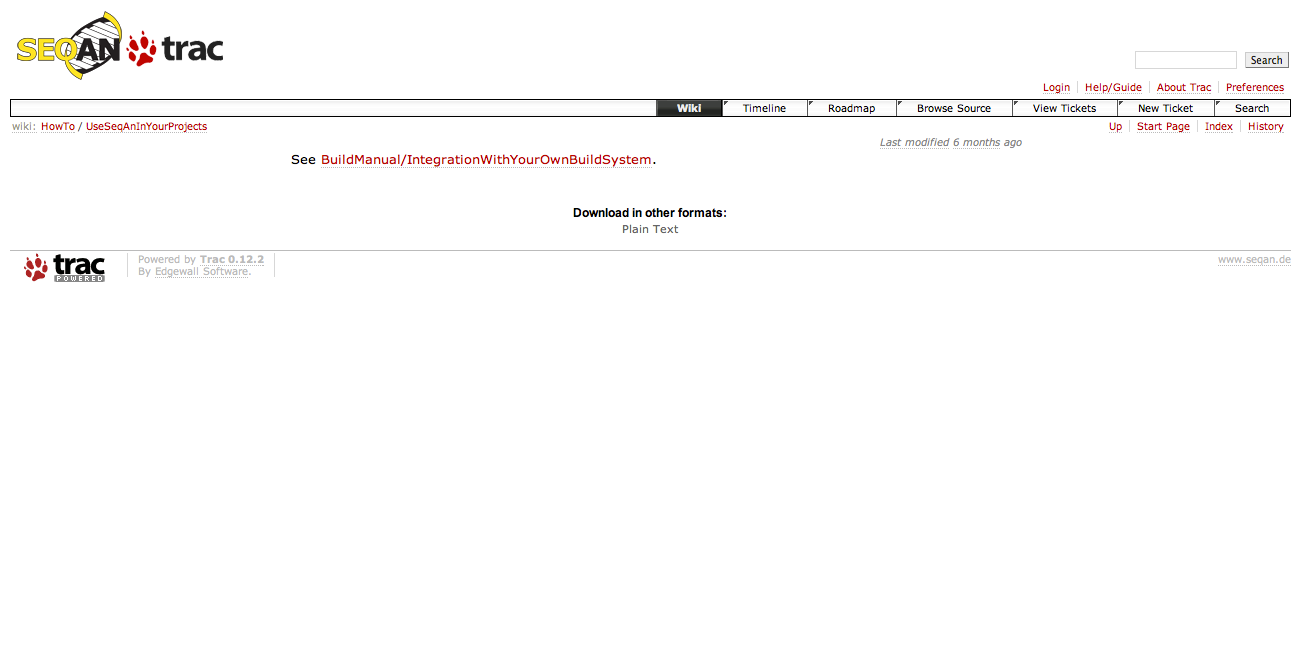 SEQAN trac
Search
Login Help/Guide About Trac Preferences
Wiki Timeline Roadmap Browse Source View Tickets New Ticket Search
wiki: HowTo / UseSeqAnInYourProjects Up Start Page Index History
Last modified 6 months ago
See BuildManual/IntegrationWithYourOwnBuildSystem.
Download in other formats:
Plain Text
trac POWERED
Powered by Trac 0.12.2
By Edgewall Software.
www.seqan.de